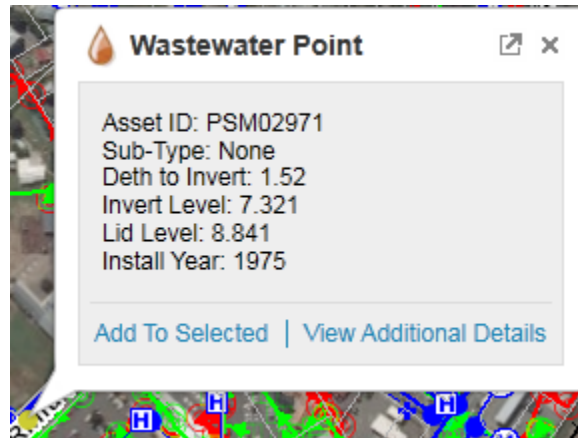 Wastewater Point
Asset ID: PSM02971
Sub-Type: None
Deth to Invert: 1.52
Invert Level: 7.321
Lid Level: 8.841
Install Year: 1975
Add To Selected | View Additional Details
H
H
H